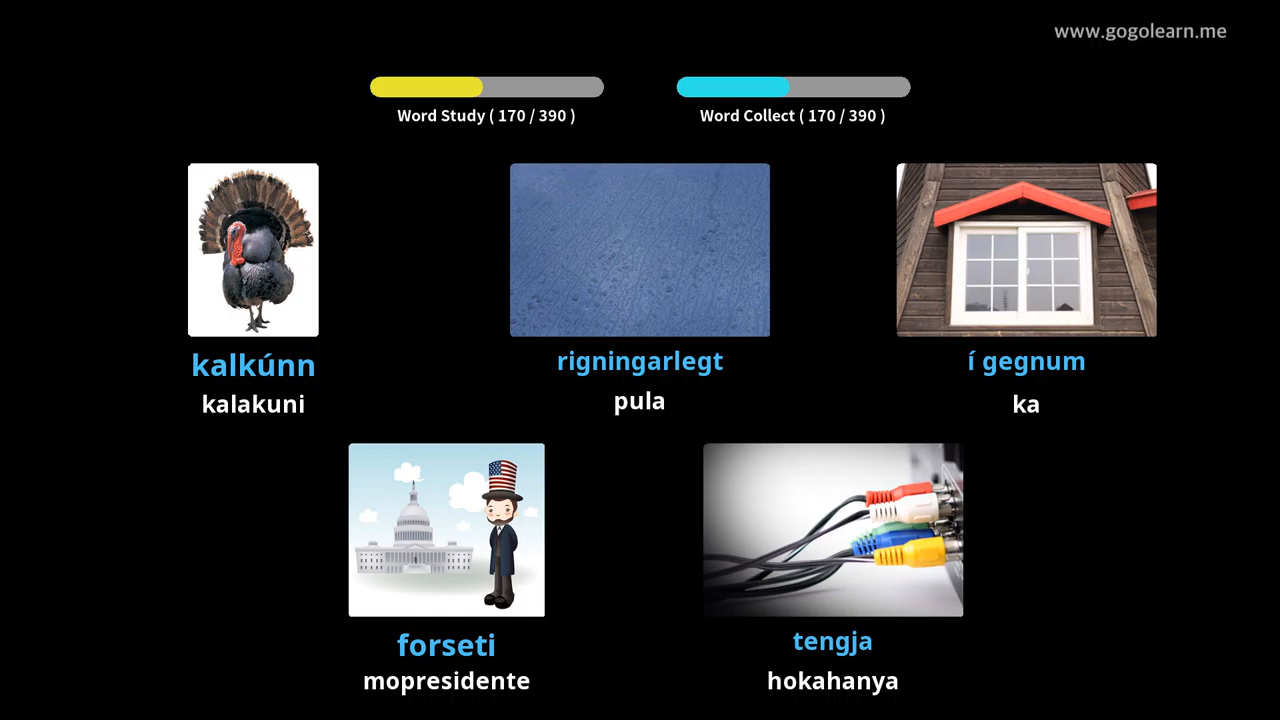 www.gogolearn.me
Word Study ( 170 / 390 )
Word Collect ( 170 / 390 )
kalkúnn
kalakuni
rigningarlegt
pula
í gegnum
ka
forseti
mopresidente
tengja
hokahanya